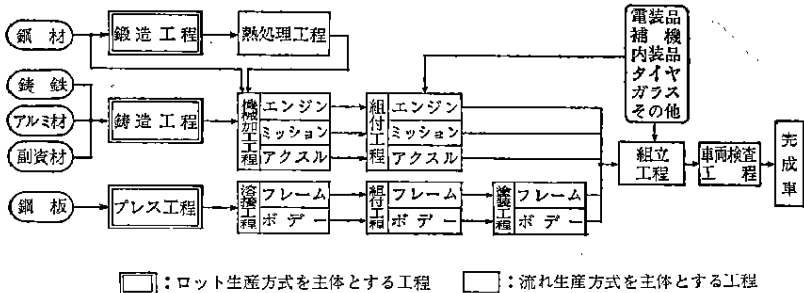 鋼材
鍛造工程
熱処理工程
電装品
補機
内装品
タイヤ
ガラス
その他
鋳鉄
アルミ材
副資材
鋳造工程
機械加工工程
エンジン
ミッション
アクスル
組付工程
エンジン
ミッション
アクスル
組立
工程
車両検査
工程
完成車
鋼板
プレス工程
溶接工程
フレーム
ボデー
組付工程
フレーム
ボデー
塗装工程
フレーム
ボデー
：ロット生産方式を主体とする工程
：流れ生産方式を主体とする工程